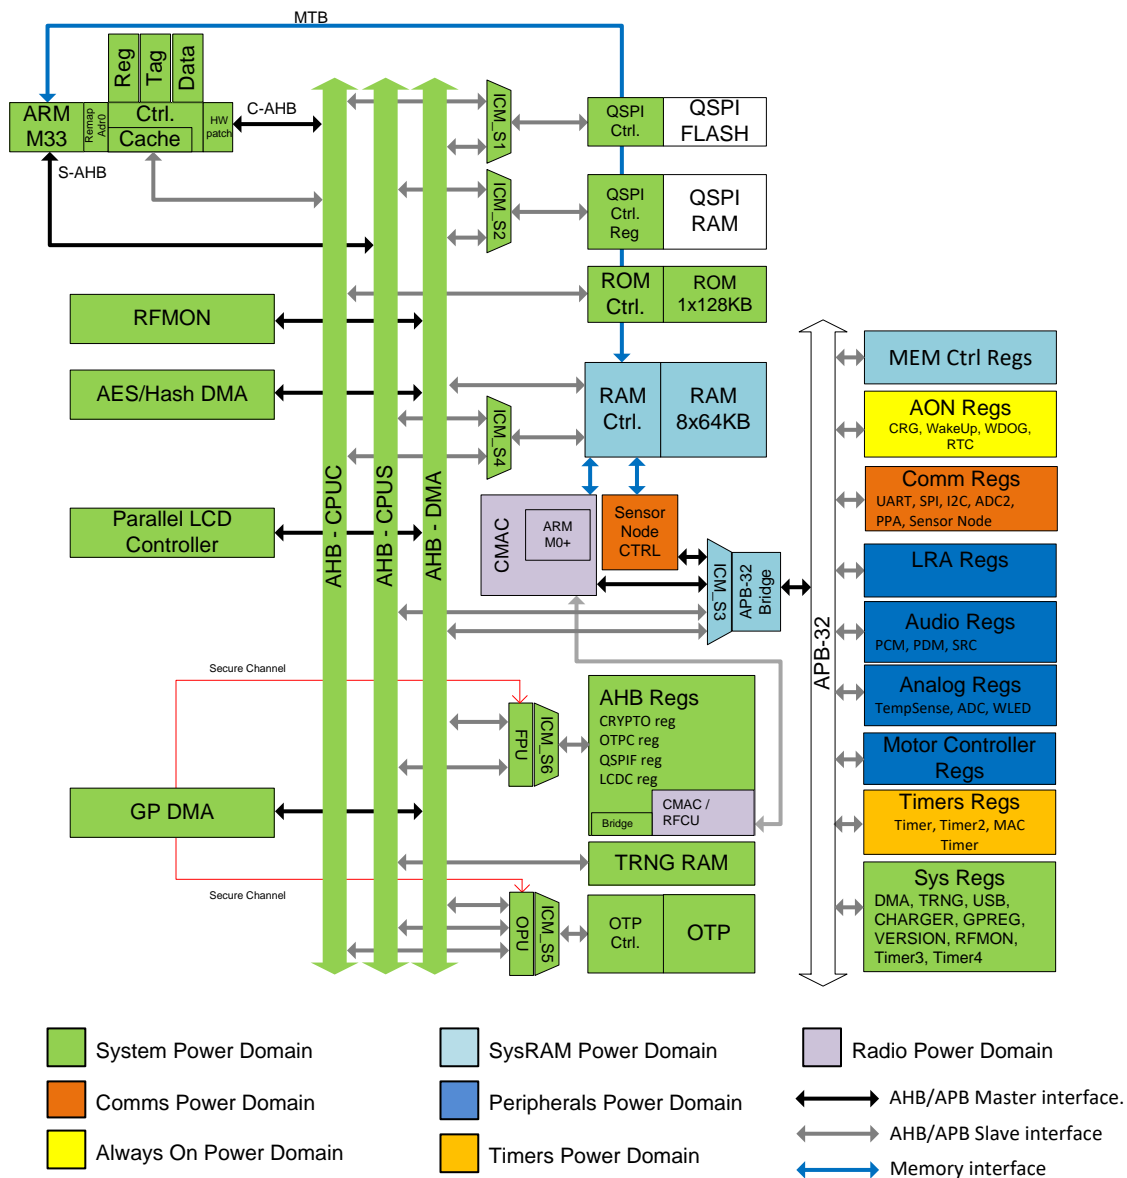 MTB
Reg
Tag
Data
ARM
M33
Remap
Adr0
Ctrl.
Cache
HW
patch
C-AHB
S-AHB
ICM_S1
QSPI
Ctrl.
QSPI
FLASH
ICM_S2
QSPI
Ctrl.
Reg
QSPI
RAM
ROM
Ctrl.
ROM
1x128KB
RFMON
AES/Hash DMA
Parallel LCD
Controller
AHB - CPUC
AHB - CPUS
AHB - DMA
ICM_S4
RAM
Ctrl.
RAM
8x64KB
CMAC
ARM
M0+
Sensor
Node
CTRL
ICM_S3
APB-32
Bridge
APB-32
MEM Ctrl Regs
AON Regs
CRG, WakeUp, WDOG,
RTC
Comm Regs
UART, SPI, I2C, ADC2,
PPA, Sensor Node
LRA Regs
Audio Regs
PCM, PDM, SRC
Analog Regs
TempSense, ADC, WLED
Motor Controller
Regs
Timers Regs
Timer, Timer2, MAC
Timer
Sys Regs
DMA, TRNG, USB,
CHARGER, GPREG,
VERSION, RFMON,
Timer3, Timer4
Secure Channel
FPU
ICM_S6
AHB Regs
CRYPTO reg
OTPC reg
QSPIF reg
LCDC reg
Bridge
CMAC /
RFCU
GP DMA
TRNG RAM
Secure Channel
OPU
ICM_S5
OTP
Ctrl.
OTP
System Power Domain
SysRAM Power Domain
Radio Power Domain
Comms Power Domain
Peripherals Power Domain
AHB/APB Master interface.
AHB/APB Slave interface
Always On Power Domain
Timers Power Domain
Memory interface